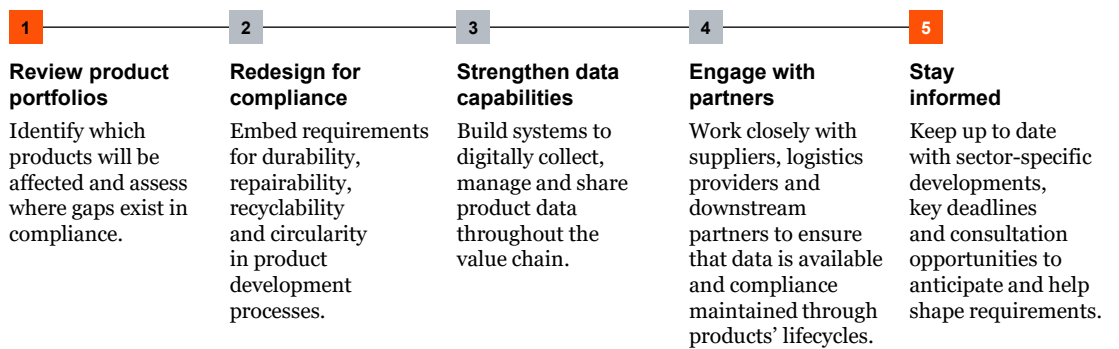 1
Review product
portfolios
Identify which
products will be
affected and assess
where gaps exist in
compliance.
2
Redesign for
compliance
Embed requirements
for durability,
repairability,
recyclability
and circularity
in product
development
processes.
3
Strengthen data
capabilities
Build systems to
digitally collect,
manage and share
product data
throughout the
value chain.
4
Engage with
partners
Work closely with
suppliers, logistics
providers and
downstream
partners to ensure
that data is available
and compliance
maintained through
products’ lifecycles.
5
Stay
informed
Keep up to date
with sector-specific
developments,
key deadlines
and consultation
opportunities to
anticipate and help
shape requirements.